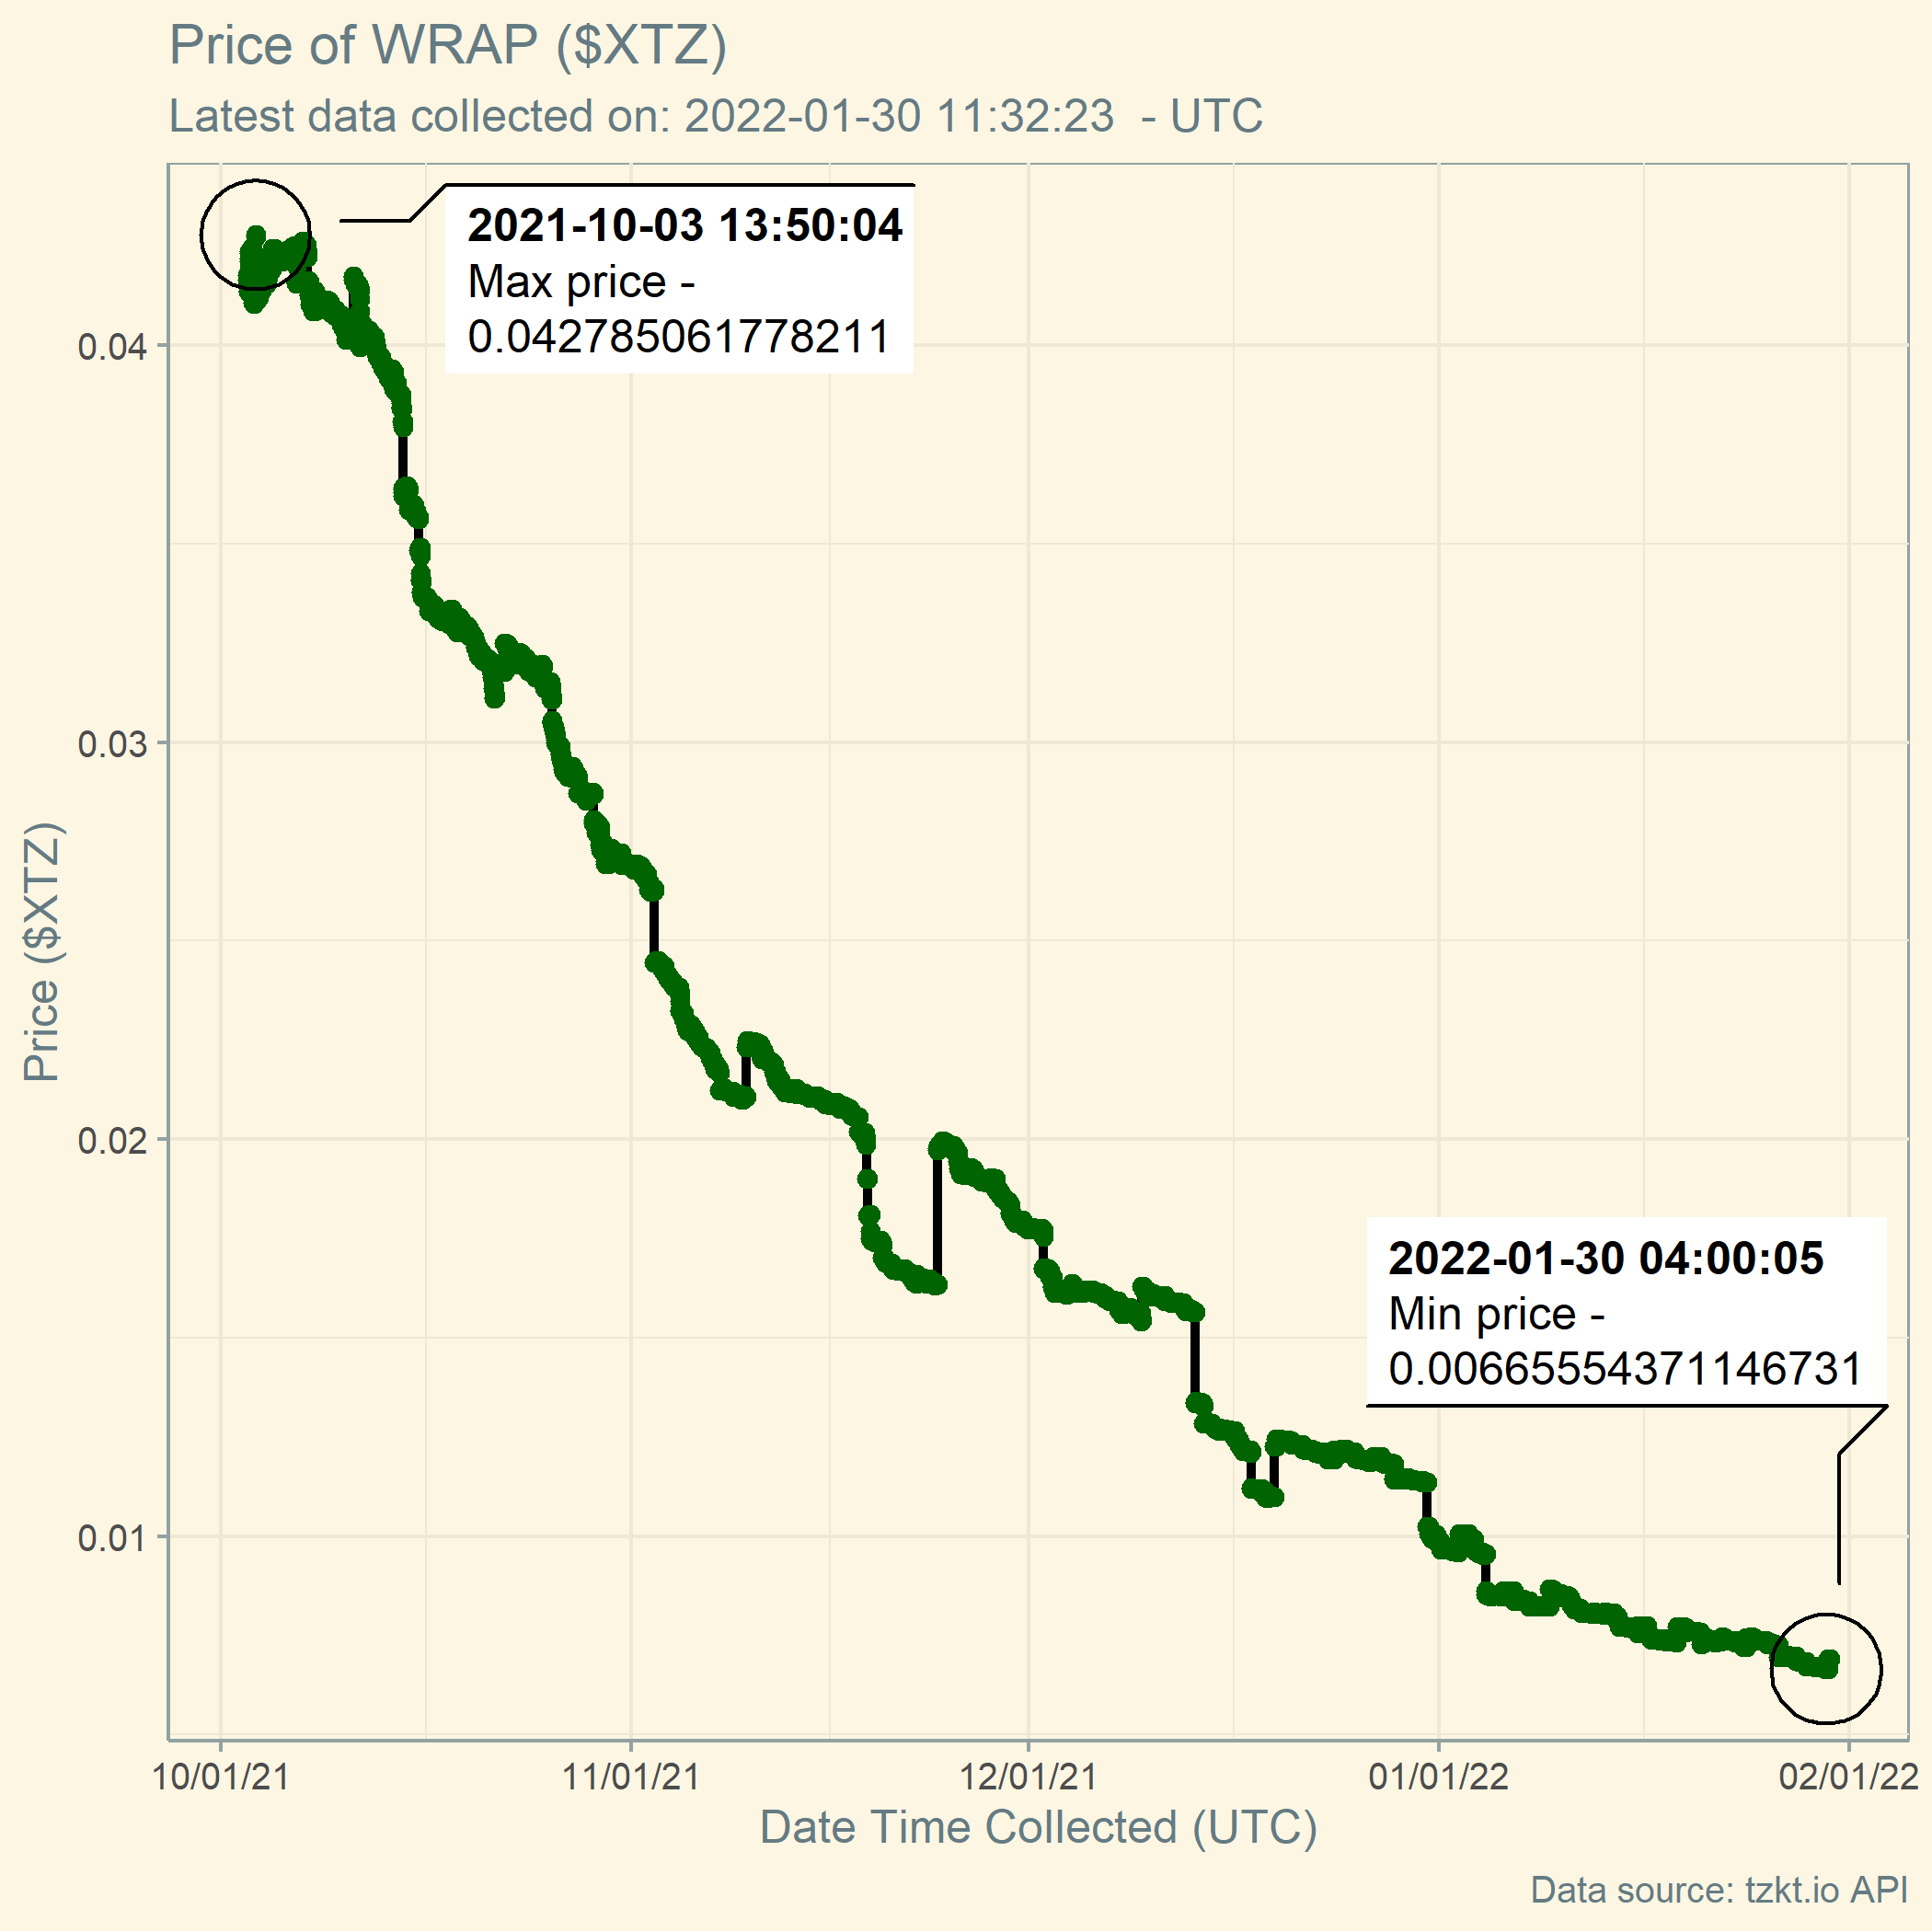 Price of WRAP ($XTZ)
Latest data collected on: 2022-01-30 11:32:23  - UTC
2021-10-03 13:50:04
Max price -
0.042785061778211
0.04
0.03
0.02
0.01
Price ($XTZ)
2022-01-30 04:00:05
Min price -
0.00665554371146731
10/01/21
11/01/21
12/01/21
01/01/22
02/01/22
Date Time Collected (UTC)
Data source: tzkt.io API